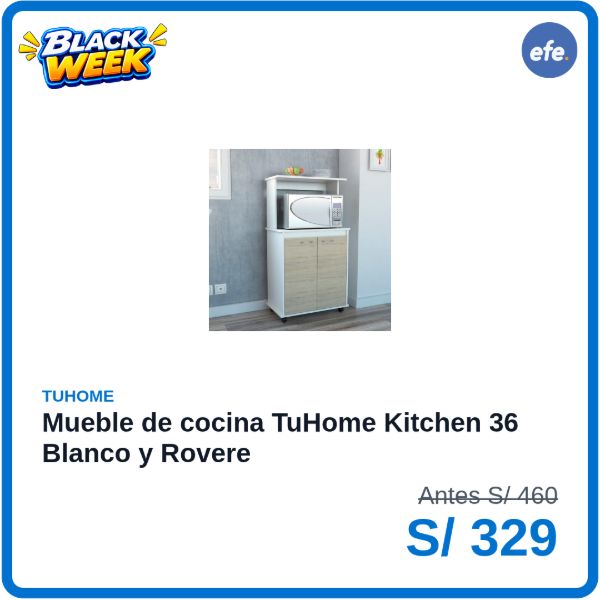 BLACK
WEEK
efe.
TUHOME
Mueble de cocina TuHome Kitchen 36
Blanco y Rovere
Antes S/ 460
S/ 329